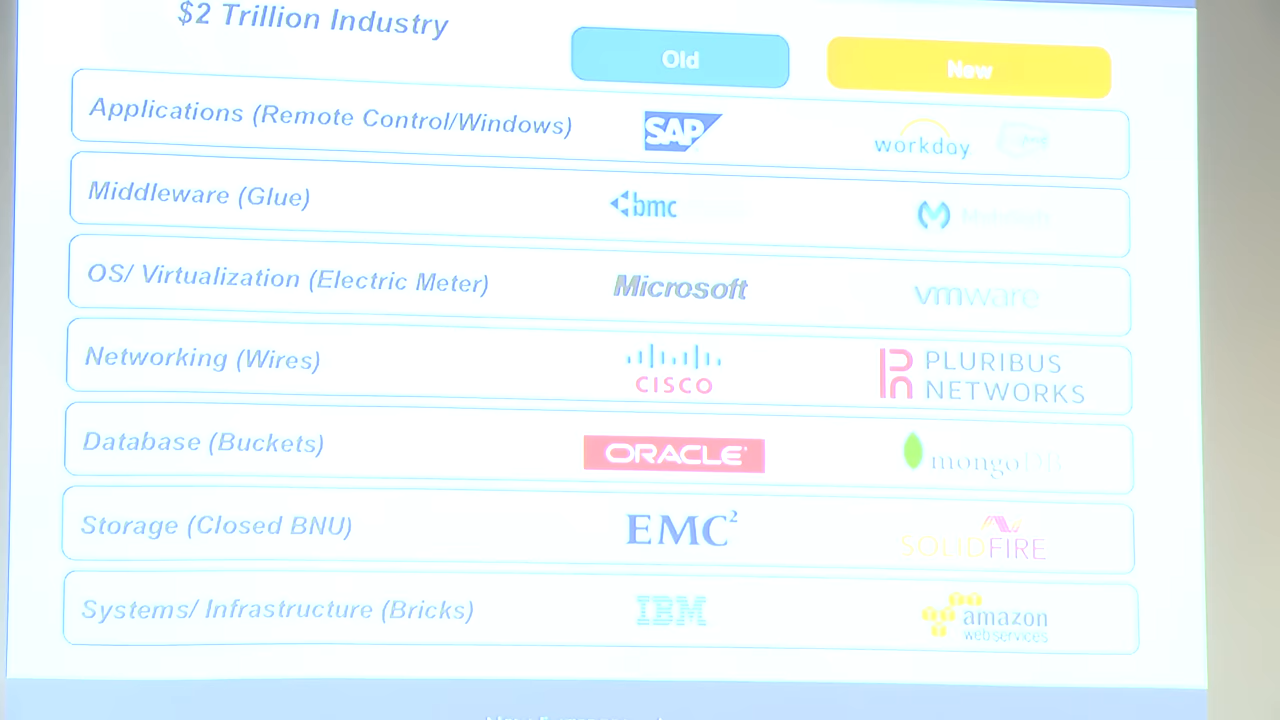 $2 Trillion Industry
Old
New
Applications (Remote Control/Windows)
SAP
workday
Middleware (Glue)
bmc
OS/ Virtualization (Electric Meter)
Microsoft
vmware
Networking (Wires)
CISCO
PLURIBUS
NETWORKS
Database (Buckets)
ORACLE
mongoDB
Storage (Closed BNU)
EMC²
SOLIDFIRE
Systems/ Infrastructure (Bricks)
IBM
amazon
webservices